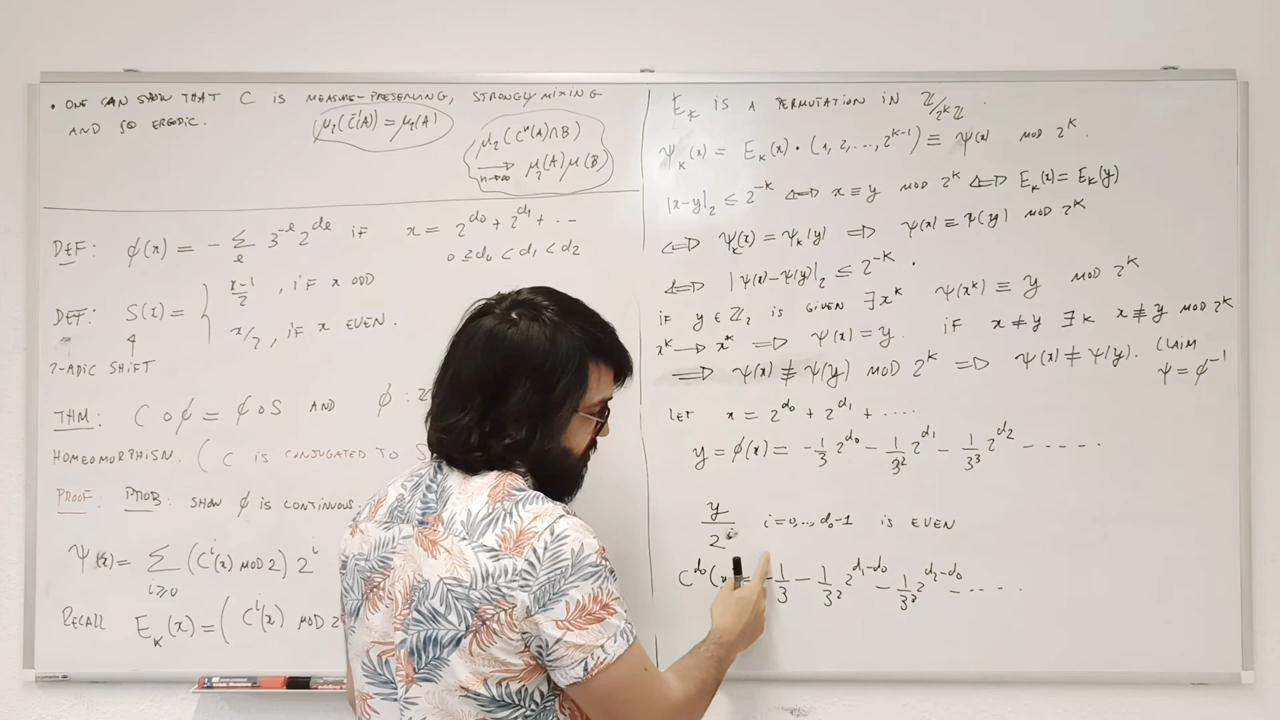 • ONE CAN SHOW THAT C IS MEASURE-PRESERVING, STRONGLY MIXING
AND SO ERGODIC.
μ₂(C⁻¹(A)) = μ₂(A)
μ₂(C⁻ⁿ(A)∩B)
⟶ n→∞ μ₂(A)μ(B)
DEF: ϕ(x) = - Σ_ℓ 3^{-ℓ} 2^{dℓ} IF x = 2^{d₀} + 2^{d₁} + ...
0 ≤ d₀ < d₁ < d₂
DEF: S(x) = { (x-1)/2 , IF x ODD
x/2, IF x EVEN.
2-ADIC SHIFT
THM: C∘ϕ = ϕ∘S AND ϕ:
HOMEOMORPHISM. (C IS CONJUGATED TO S
PROOF: PROB: SHOW ϕ IS CONTINUOUS.
Ψ(x) = Σ_{i≥0} (C^i(x) MOD 2) 2^i
RECALL E_K(x) = (C^i(x) MOD 2
E_K IS A PERMUTATION IN ℤ/2^kℤ.
Ψ_K(x) = E_K(x)·(1, 2, ..., 2^{k-1}) ≡ Ψ(x) MOD 2^k.
|x-y|₂ ≤ 2^{-k} ⟺ x ≡ y MOD 2^k ⟺ E_K(x) = E_K(y)
⟺ Ψ_K(x) = Ψ_K(y) ⟹ Ψ(x) ≡ Ψ(y) MOD 2^k
⟺ |Ψ(x)-Ψ(y)|₂ ≤ 2^{-k}.
IF y ∈ ℤ₂ IS GIVEN ∃x^k Ψ(x^k) ≡ y MOD 2^k
x^k → x^* ⟹ Ψ(x) = y. IF x ≠ y ∃k x ≢ y MOD 2^k
⟹ Ψ(x) ≢ Ψ(y) MOD 2^k ⟹ Ψ(x) ≠ Ψ(y). CLAIM
Ψ = ϕ^{-1}
LET x = 2^{d₀} + 2^{d₁} + ....
y = ϕ(x) = -1/3 2^{d₀} - 1/3² 2^{d₁} - 1/3³ 2^{d₂} - - - - -.
y/2^i i=0,..,d₀-1 IS EVEN
C^{d₀}(x = -1/3 - 1/3² 2^{d₁-d₀} - 1/3³ 2^{d₂-d₀} - - - - .